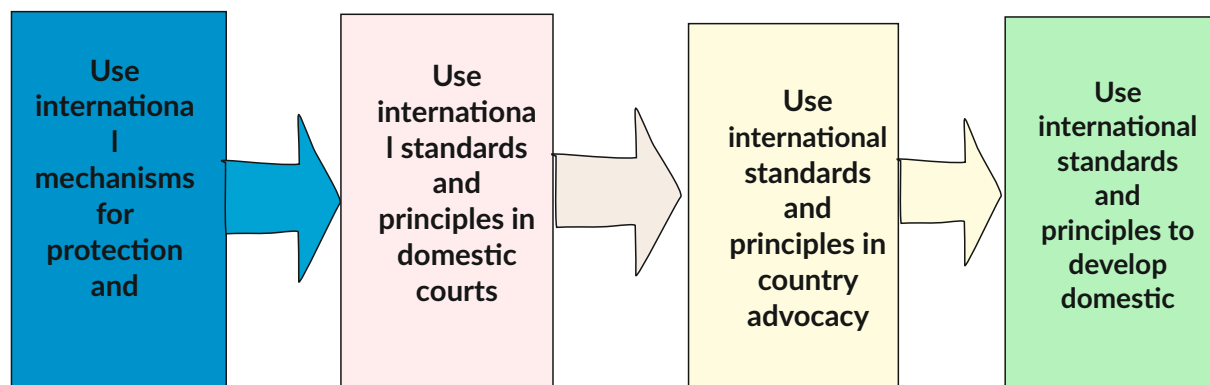 Use
internationa
l
mechanisms
for
protection
and
Use
internationa
l standards
and
principles in
domestic
courts
Use
international
standards
and
principles in
country
advocacy
Use
international
standards
and
principles to
develop
domestic